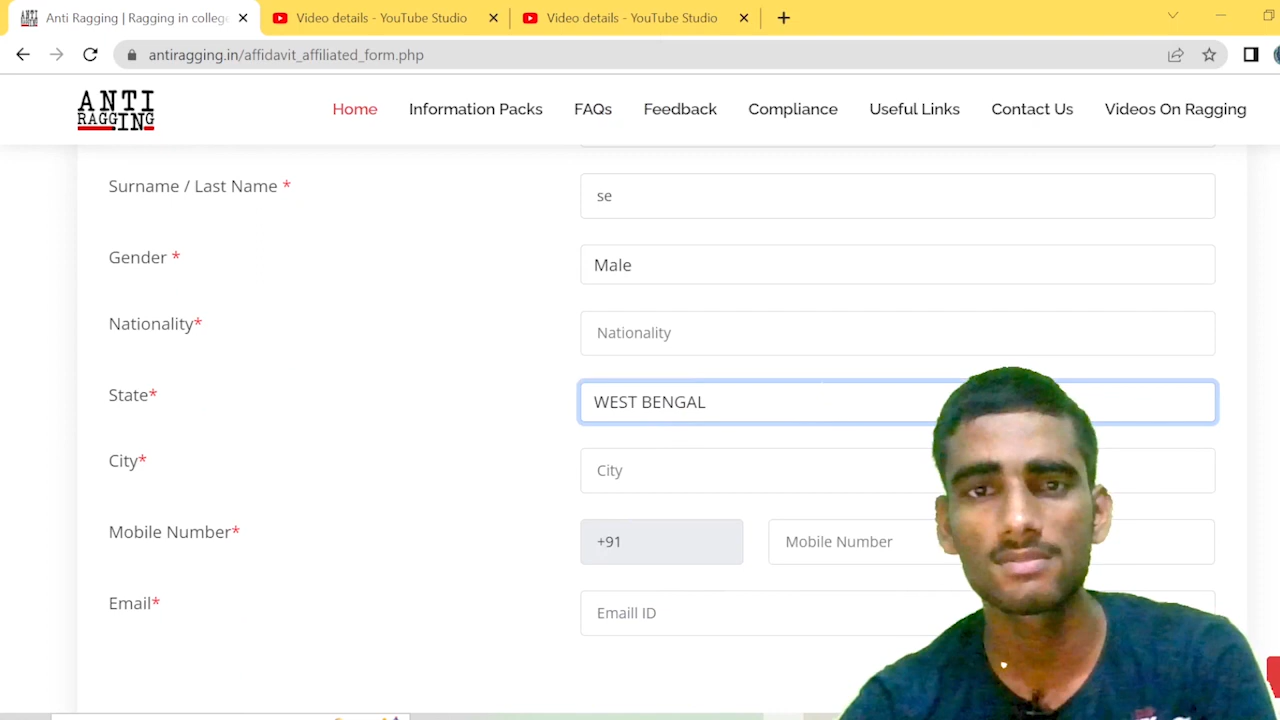 Anti Ragging | Ragging in colleg
Video details - YouTube Studio
Video details - YouTube Studio
antiragging.in/affidavit_affiliated_form.php
ANTI
RAGGING
IN
Home
Information Packs
FAQs
Feedback
Compliance
Useful Links
Contact Us
Videos On Ragging
Surname / Last Name *
se
Gender *
Male
Nationality*
Nationality
State*
WEST BENGAL
City*
City
Mobile Number*
+91
Mobile Number
Email*
Emaill ID